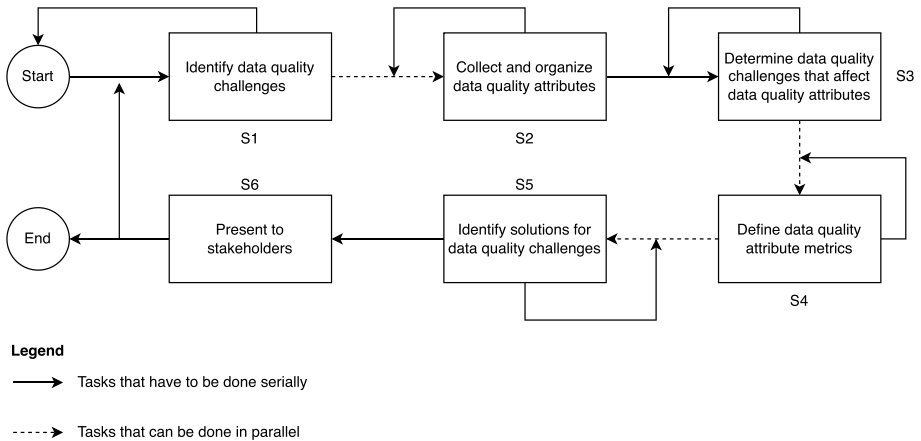 Start
Identify data quality
challenges
S1
Collect and organize
data quality attributes
S2
Determine data quality
challenges that affect
data quality attributes
S3
Define data quality
attribute metrics
S4
S5
Identify solutions for
data quality challenges
S6
Present to
stakeholders
End
Legend
Tasks that have to be done serially
Tasks that can be done in parallel